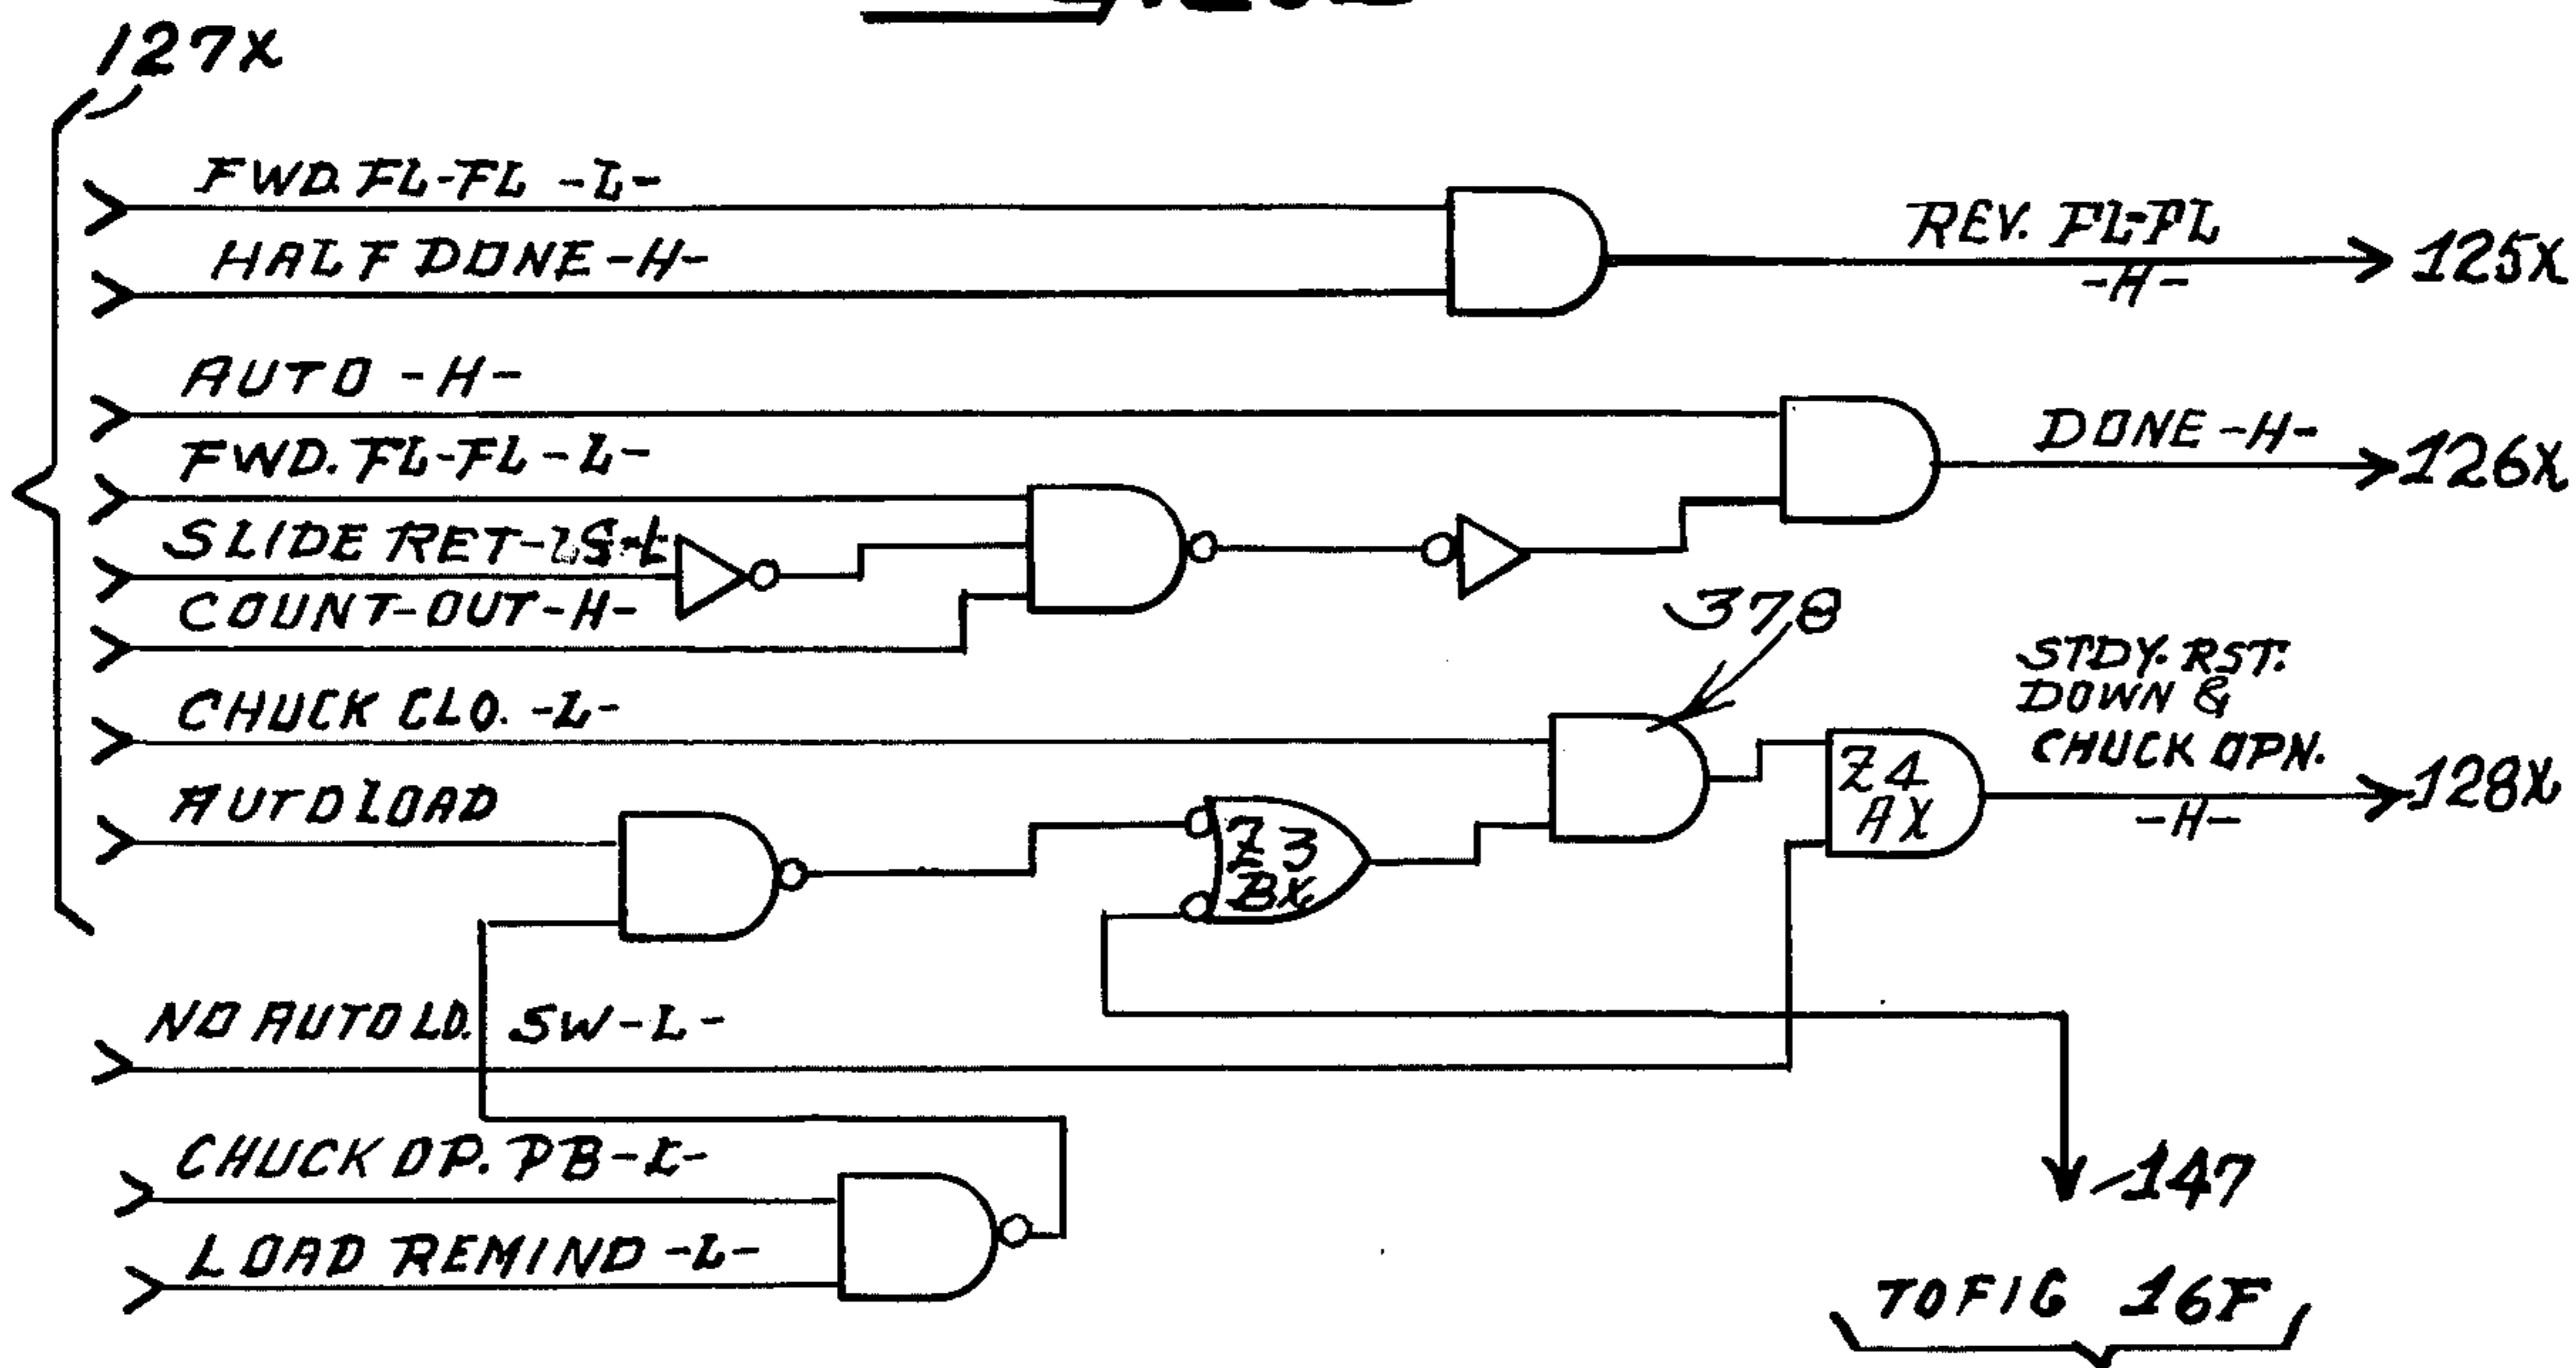 127X
FWD. FL-FL -L-
HALF DONE -H-
REV. FL-FL
-H-
125X
AUTO -H-
FWD. FL-FL -L-
DONE -H-
126X
SLIDE RET-LS-L
COUNT-OUT-H-
378
CHUCK CLO. -L-
STDY. RST.
DOWN &
CHUCK OPN.
-H-
128X
AUTO LOAD
Z4
AX
Z3
BX
NO AUTO LD. SW-L-
CHUCK OP. PB-L-
LOAD REMIND -L-
147
TO FIG 16F